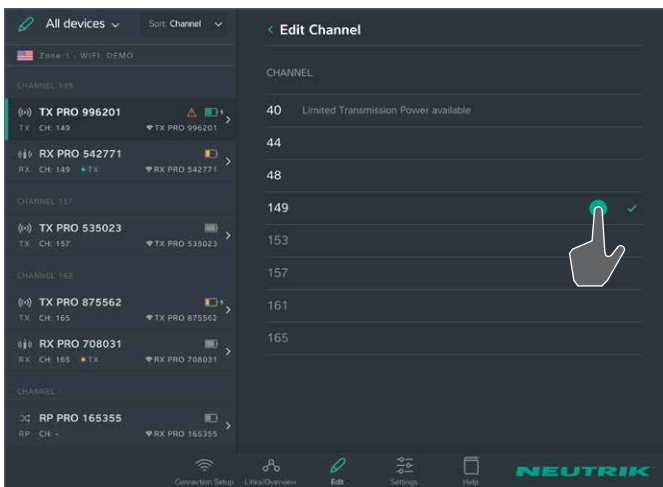 All devices
Sort: Channel
Zone 1 - WIFI: DEMO
CHANNEL 149
TX PRO 996201
TX CH: 149 TX PRO 996201
RX PRO 542771
RX CH: 149 TX RX PRO 542771
CHANNEL 157
TX PRO 535023
TX CH: 157 TX PRO 535023
CHANNEL 165
TX PRO 875562
TX CH: 165 TX PRO 875562
RX PRO 708031
RX CH: 165 TX RX PRO 708031
CHANNEL -
RP PRO 165355
RP CH: - RX PRO 165355
< Edit Channel
CHANNEL
40 Limited Transmission Power available
44
48
149
153
157
161
165
Connection Setup Links/Overview Edit Settings Help
NEUTRIK